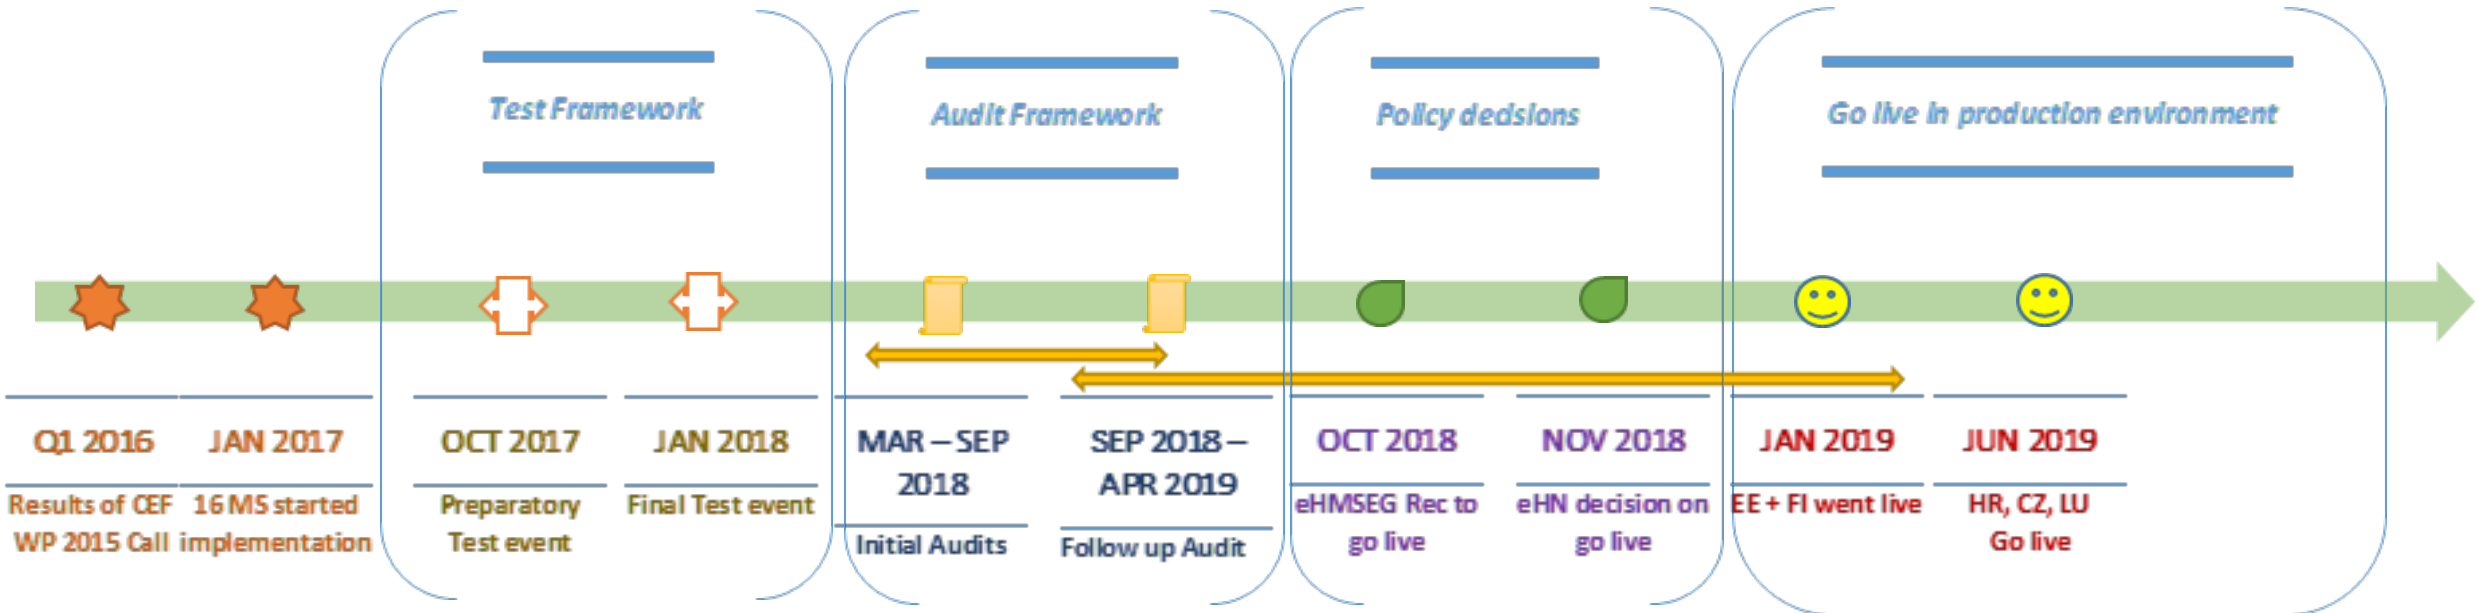 Test Framework
Audit Framework
Policy decisions
Go live in production environment
Q1 2016
Results of CEF
WP 2015 Call
JAN 2017
16 MS started
implementation
OCT 2017
Preparatory
Test event
JAN 2018
Final Test event
MAR – SEP
2018
Initial Audits
SEP 2018 –
APR 2019
Follow up Audit
OCT 2018
eHMSEG Rec to
go live
NOV 2018
eHN decision on
go live
JAN 2019
EE + FI went live
JUN 2019
HR, CZ, LU
Go live